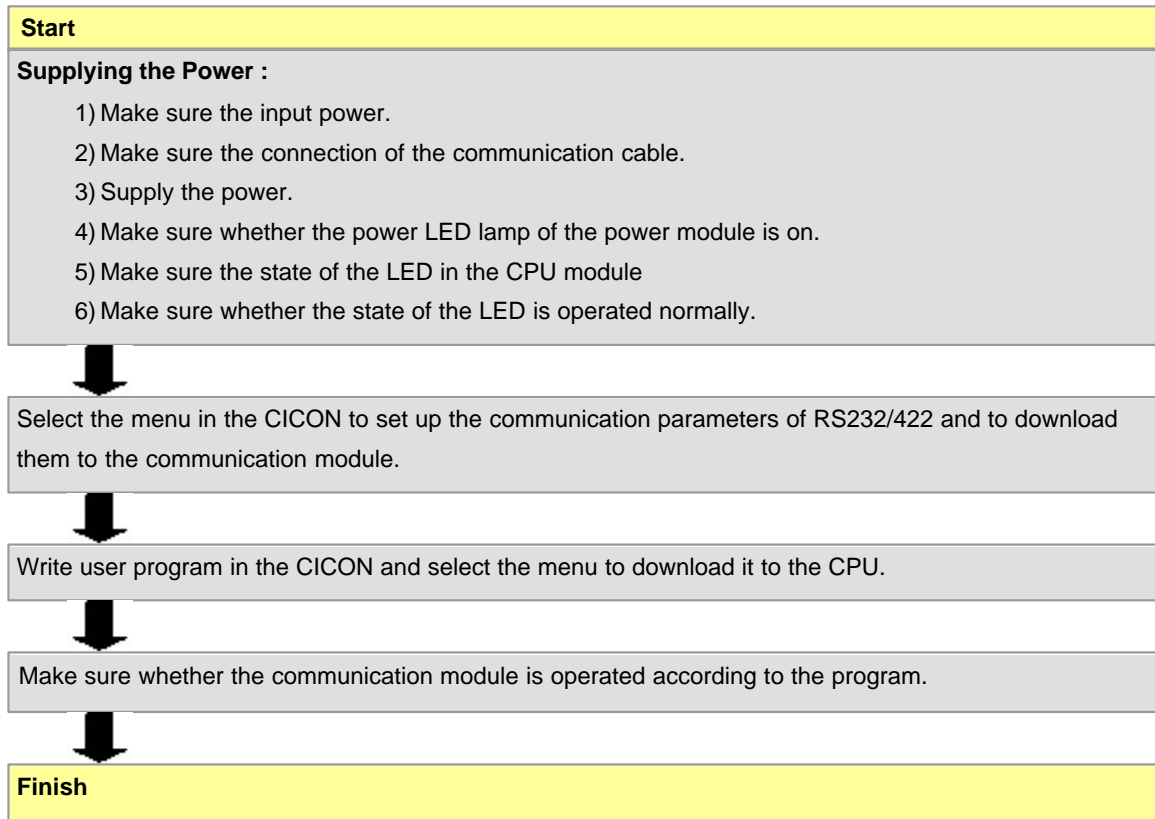 Start
Supplying the Power :
1) Make sure the input power.
2) Make sure the connection of the communication cable.
3) Supply the power.
4) Make sure whether the power LED lamp of the power module is on.
5) Make sure the state of the LED in the CPU module
6) Make sure whether the state of the LED is operated normally.
Select the menu in the CICON to set up the communication parameters of RS232/422 and to download
them to the communication module.
Write user program in the CICON and select the menu to download it to the CPU.
Make sure whether the communication module is operated according to the program.
Finish